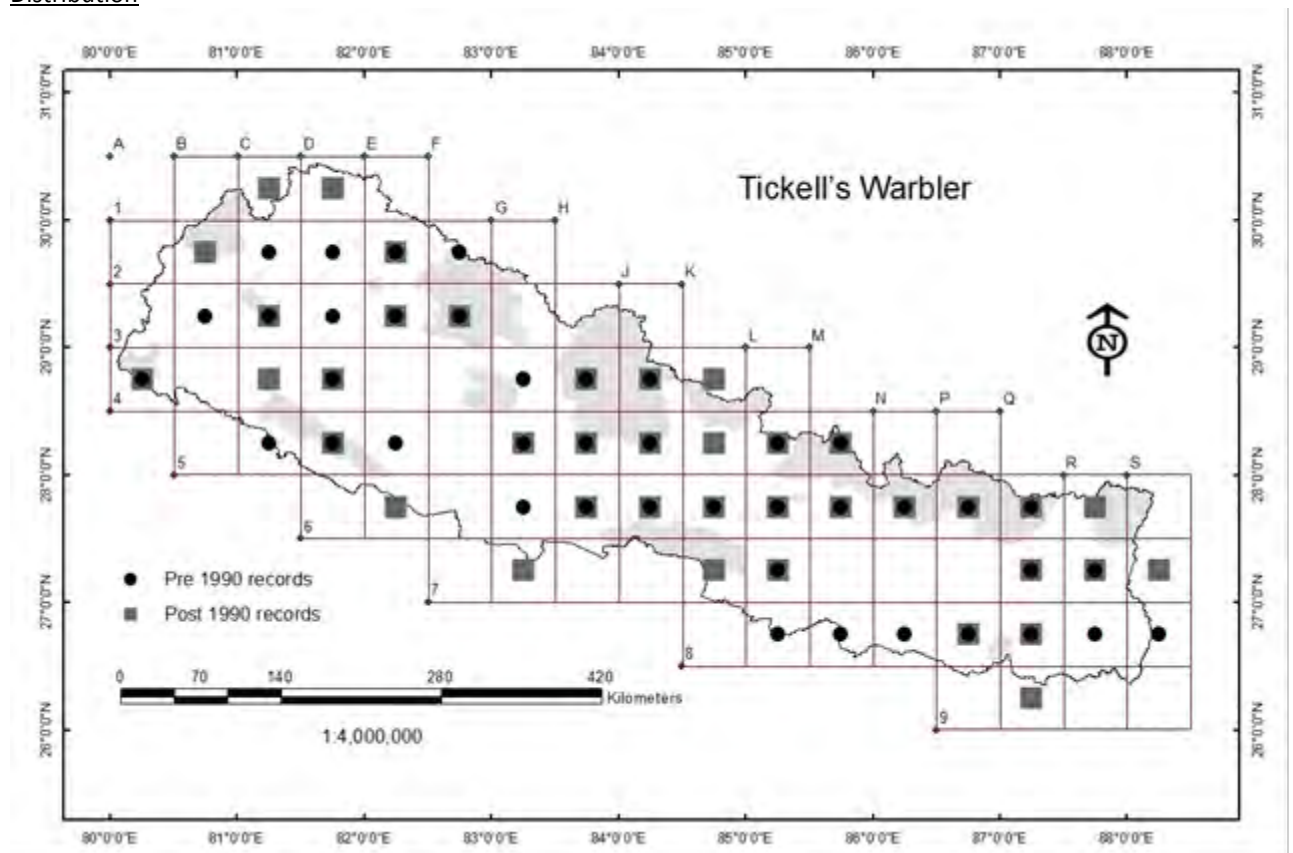 Distribution
80°0'0"E 81°0'0"E 82°0'0"E 83°0'0"E 84°0'0"E 85°0'0"E 86°0'0"E 87°0'0"E 88°0'0"E
31°0'0"N 31°0'0"N
A B C D E F
Tickell's Warbler
1 G H
30°0'0"N 30°0'0"N
2 J K
3 L M
N
29°0'0"N 29°0'0"N
4 N P Q
5 R S
28°0'0"N 28°0'0"N
6
Pre 1990 records
7
27°0'0"N 27°0'0"N
Post 1990 records
8
0 70 140 280 420
Kilometers
9
1:4,000,000
26°0'0"N 26°0'0"N
80°0'0"E 81°0'0"E 82°0'0"E 83°0'0"E 84°0'0"E 85°0'0"E 86°0'0"E 87°0'0"E 88°0'0"E